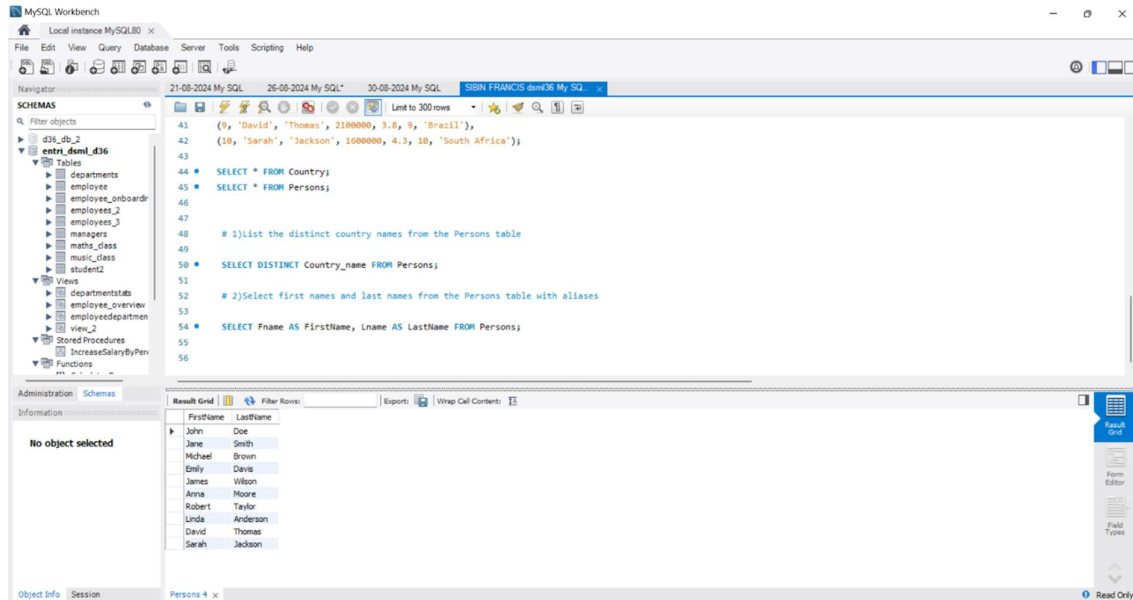 MySQL Workbench
Local instance MySQL80
File Edit View Query Database Server Tools Scripting Help
Navigator
SCHEMAS
Filter objects
d36_db_2
entri_dsml_d36
Tables
departments
employee
employee_onboardir
employees_2
employees_3
managers
maths_class
music_class
student2
Views
departmentstats
employee_overview
employeedepartmen
view_2
Stored Procedures
IncreaseSalaryByPer
Functions
Administration Schemas
Information
No object selected
Object Info Session
21-08-2024 My SQL 26-08-2024 My SQL* 30-08-2024 My SQL SIBIN FRANCIS dsml36 My SQ...
Limit to 300 rows
41 (9, 'David', 'Thomas', 2100000, 3.8, 9, 'Brazil'),
42 (10, 'Sarah', 'Jackson', 1600000, 4.3, 10, 'South Africa');
43
44 SELECT * FROM Country;
45 SELECT * FROM Persons;
46
47
48 # 1)List the distinct country names from the Persons table
49
50 SELECT DISTINCT Country_name FROM Persons;
51
52 # 2)Select first names and last names from the Persons table with aliases
53
54 SELECT Fname AS FirstName, Lname AS LastName FROM Persons;
55
56
Result Grid Filter Rows: Export: Wrap Cell Content:
FirstName LastName
John Doe
Jane Smith
Michael Brown
Emily Davis
James Wilson
Anna Moore
Robert Taylor
Linda Anderson
David Thomas
Sarah Jackson
Result Grid
Form Editor
Field Types
Persons 4
Read Only